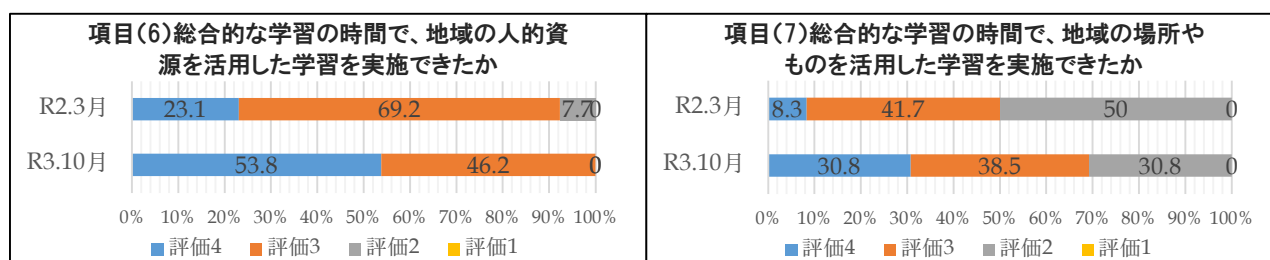 項目(6)総合的な学習の時間で、地域の人的資
源を活用した学習を実施できたか
R2.3月 23.1 69.2 7.7 0
R3.10月 53.8 46.2 0
0% 10% 20% 30% 40% 50% 60% 70% 80% 90% 100%
評価4 評価3 評価2 評価1
項目(7)総合的な学習の時間で、地域の場所や
ものを活用した学習を実施できたか
R2.3月 8.3 41.7 50 0
R3.10月 30.8 38.5 30.8 0
0% 10% 20% 30% 40% 50% 60% 70% 80% 90% 100%
評価4 評価3 評価2 評価1